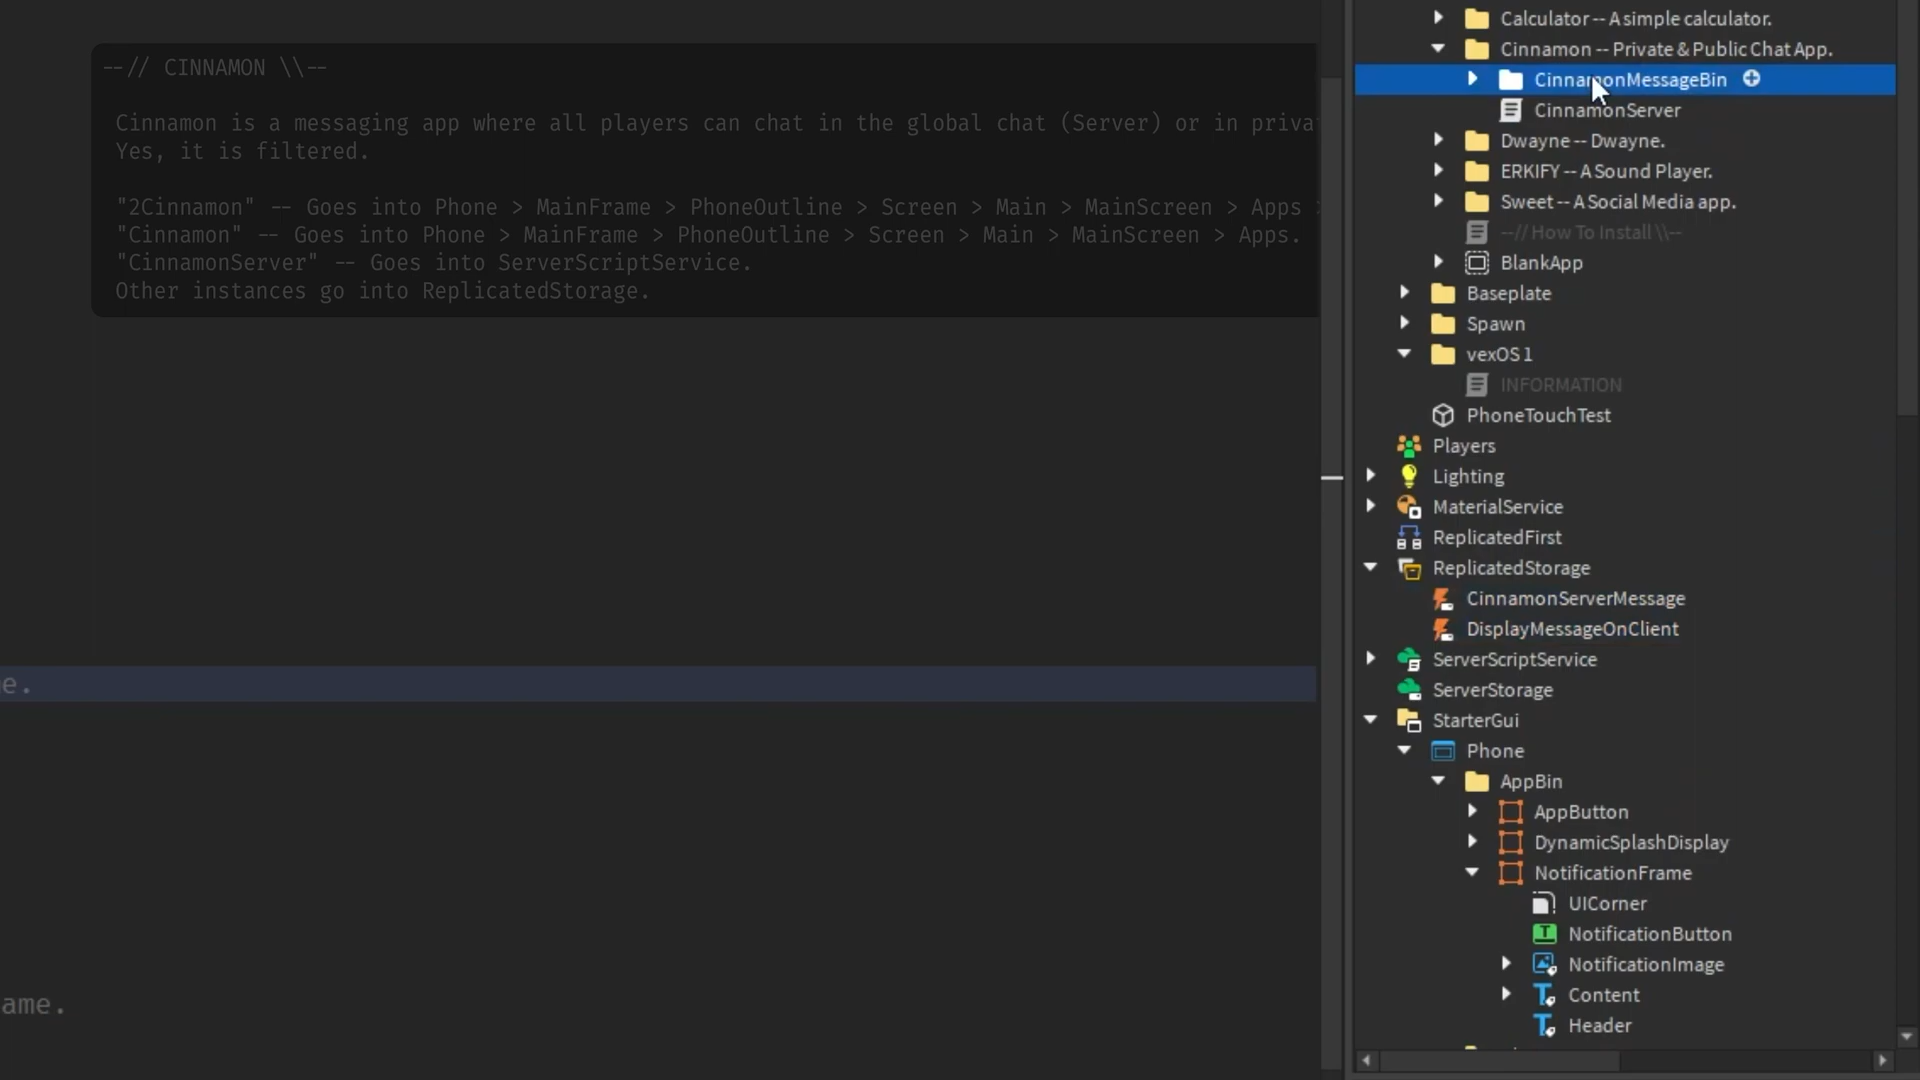 --// CINNAMON \\--
Cinnamon is a messaging app where all players can chat in the global chat (Server) or in priva
Yes, it is filtered.
"2Cinnamon" -- Goes into Phone > MainFrame > PhoneOutline > Screen > Main > MainScreen > Apps >
"Cinnamon" -- Goes into Phone > MainFrame > PhoneOutline > Screen > Main > MainScreen > Apps.
"CinnamonServer" -- Goes into ServerScriptService.
Other instances go into ReplicatedStorage.
e.
ame.
Calculator -- A simple calculator.
Cinnamon -- Private & Public Chat App.
CinnamonMessageBin
CinnamonServer
Dwayne -- Dwayne.
ERKIFY -- A Sound Player.
Sweet -- A Social Media app.
--// How To Install \\--
BlankApp
Baseplate
Spawn
vexOS 1
INFORMATION
PhoneTouchTest
Players
Lighting
MaterialService
ReplicatedFirst
ReplicatedStorage
CinnamonServerMessage
DisplayMessageOnClient
ServerScriptService
ServerStorage
StarterGui
Phone
AppBin
AppButton
DynamicSplashDisplay
NotificationFrame
UICorner
NotificationButton
NotificationImage
Content
Header